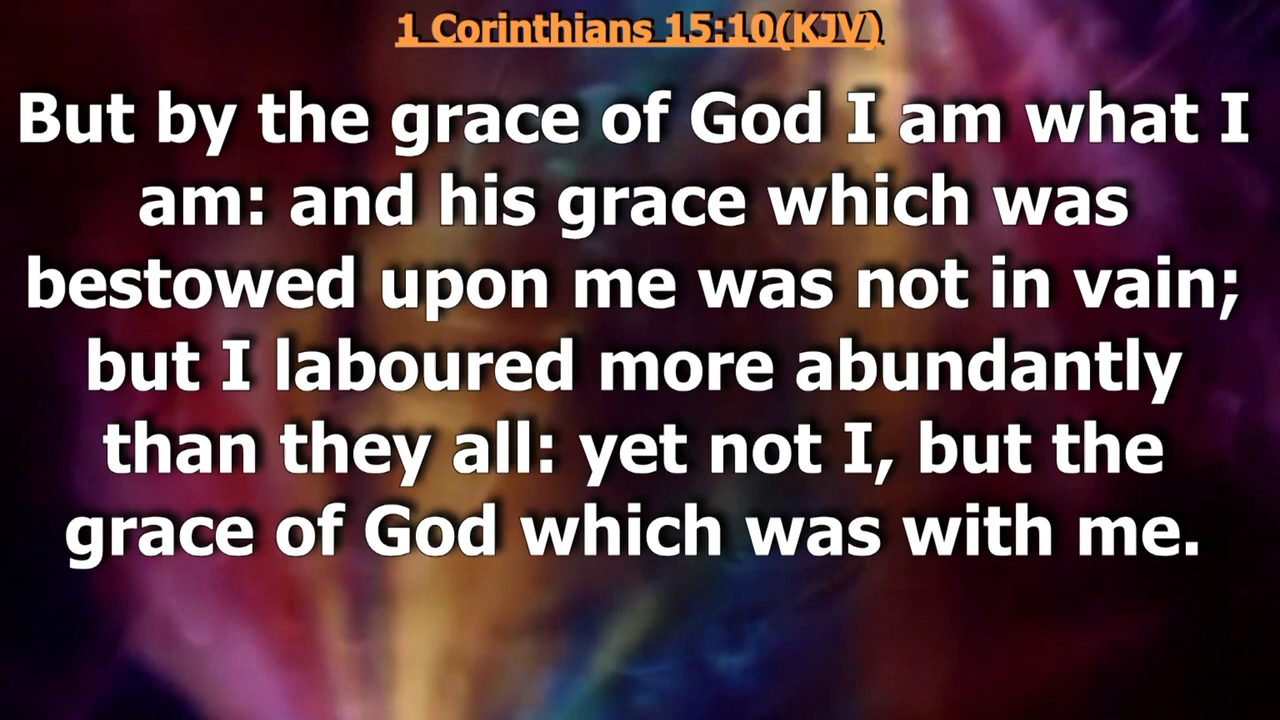 1 Corinthians 15:10(KJV)
But by the grace of God I am what I
am: and his grace which was
bestowed upon me was not in vain;
but I laboured more abundantly
than they all: yet not I, but the
grace of God which was with me.